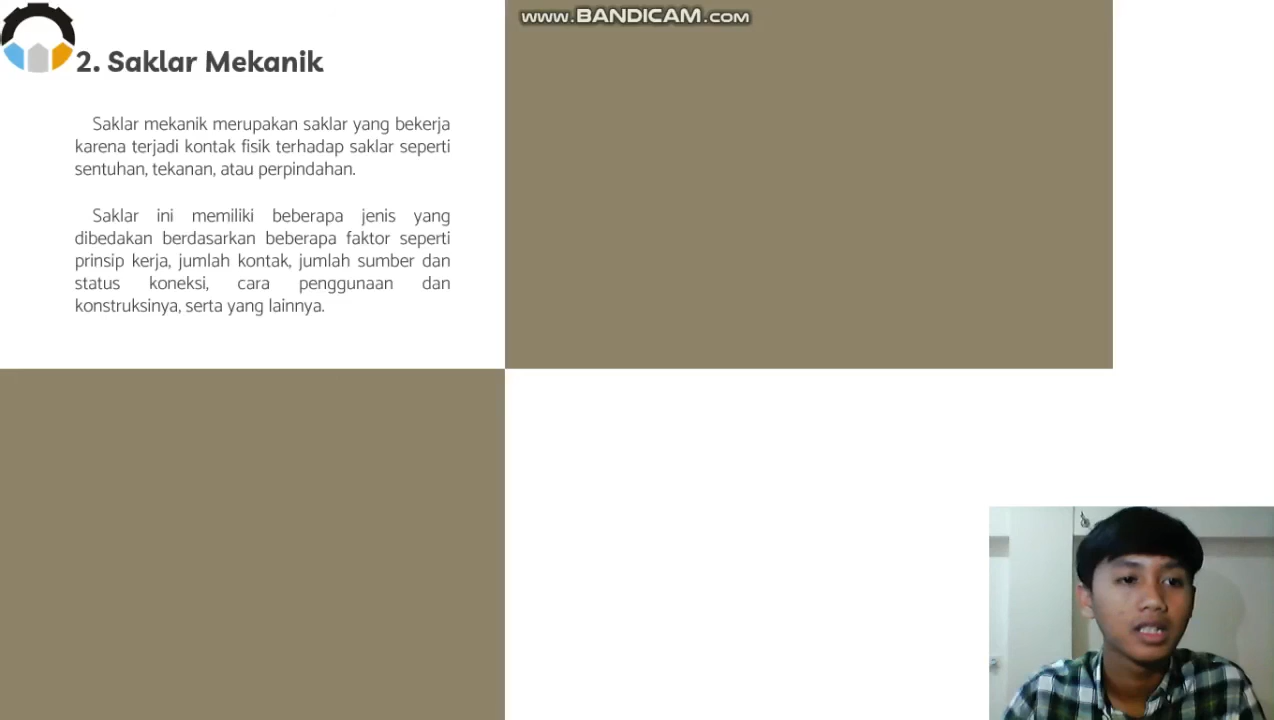 www.BANDICAM.com
2. Saklar Mekanik
Saklar mekanik merupakan saklar yang bekerja
karena terjadi kontak fisik terhadap saklar seperti
sentuhan, tekanan, atau perpindahan.
Saklar ini memiliki beberapa jenis yang
dibedakan berdasarkan beberapa faktor seperti
prinsip kerja, jumlah kontak, jumlah sumber dan
status koneksi, cara penggunaan dan
konstruksinya, serta yang lainnya.